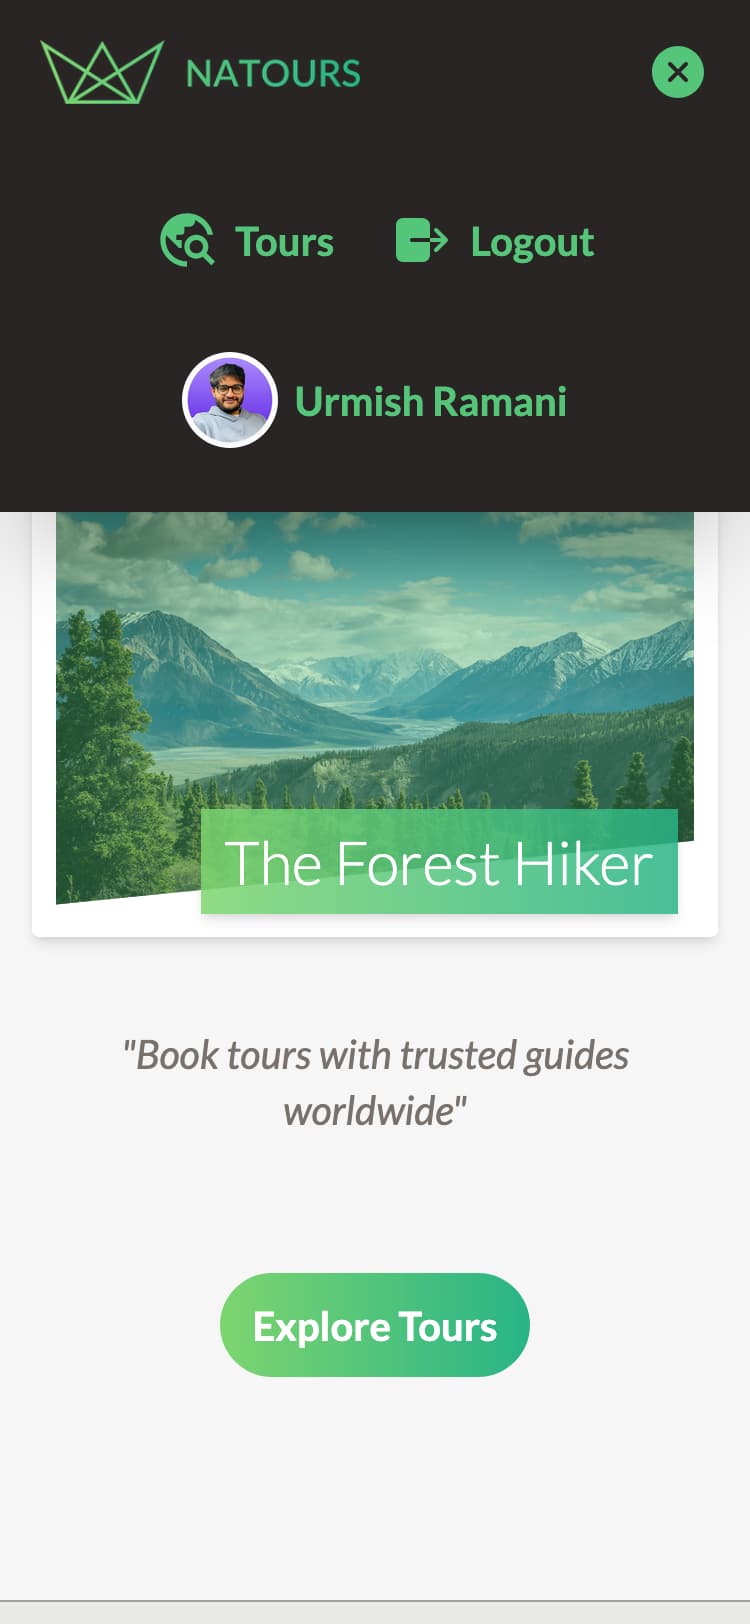 NATOURS
Tours
Logout
Urmish Ramani
The Forest Hiker
"Book tours with trusted guides
worldwide"
Explore Tours